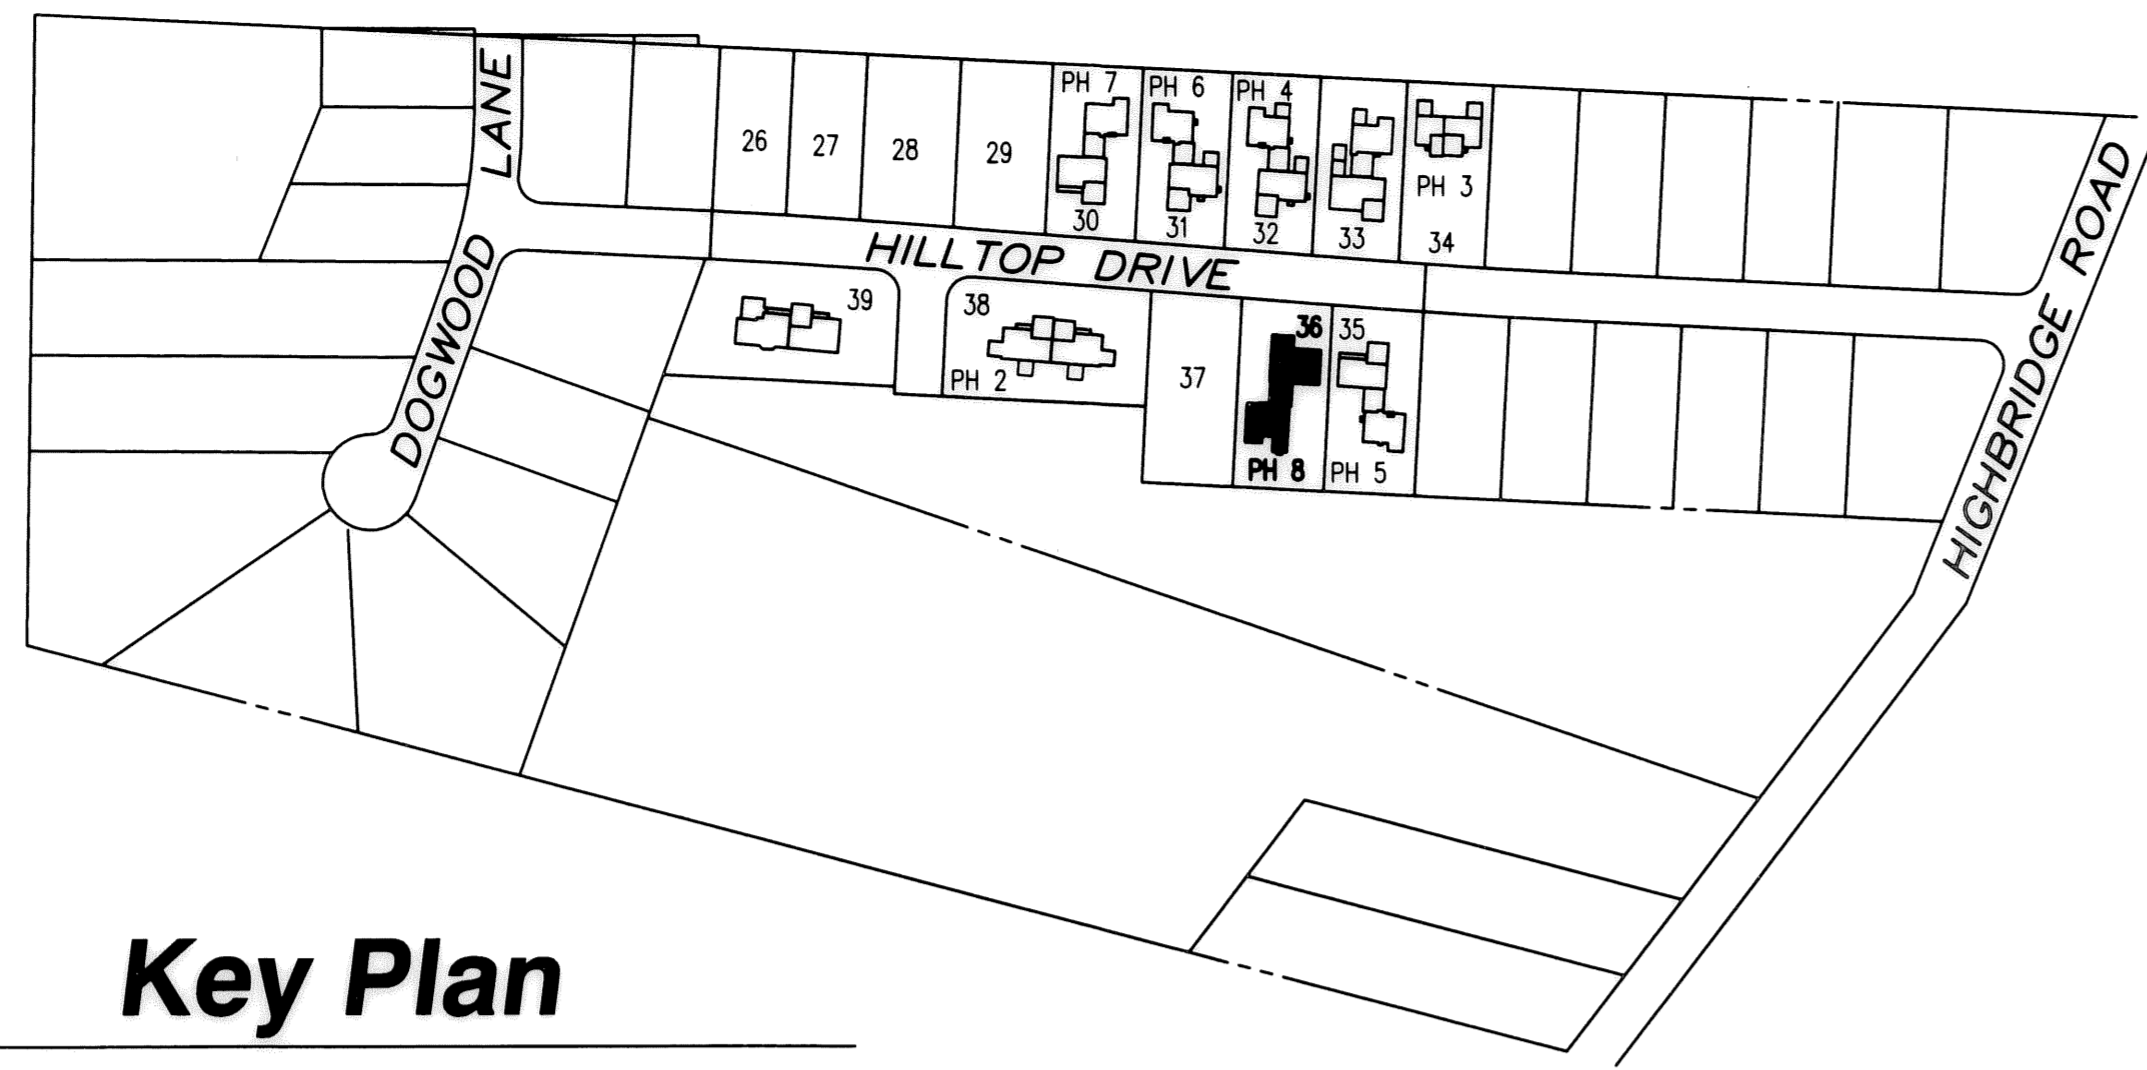 DOGWOOD LANE
PH 7
PH 6
PH 4
26
27
28
29
30
31
32
33
PH 3
34
HILLTOP DRIVE
HIGHBRIDGE ROAD
39
38
PH 2
37
36
PH 8
35
PH 5
Key Plan